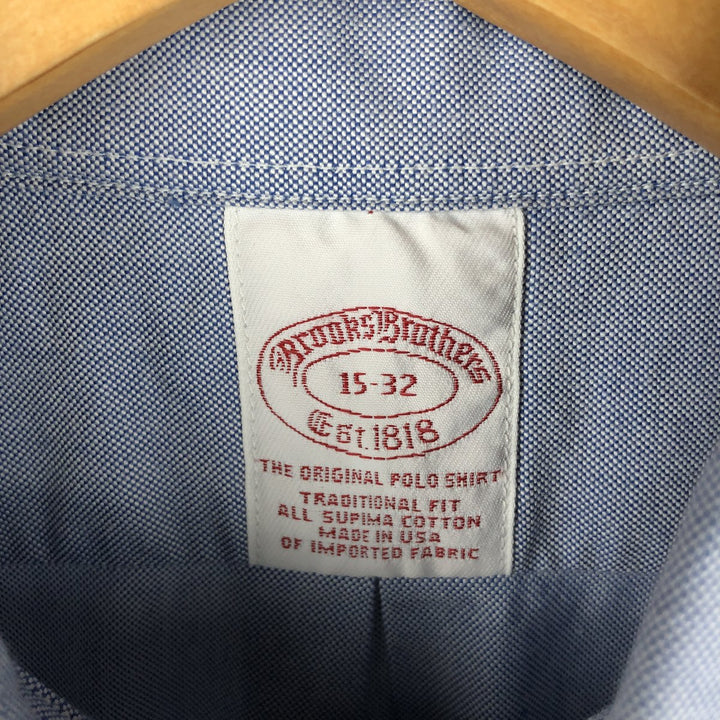 Brooks Brothers
15-32
Est. 1818
"THE ORIGINAL POLO SHIRT"
TRADITIONAL FIT
ALL SUPIMA COTTON
MADE IN USA
OF IMPORTED FABRIC